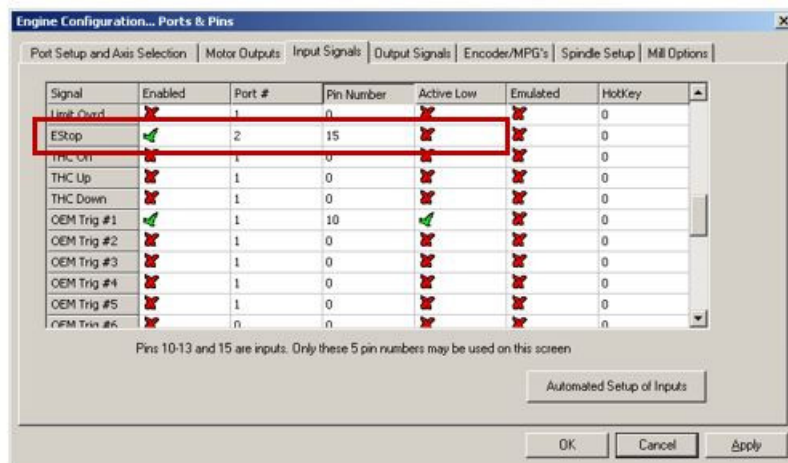 Engine Configuration... Ports & Pins
Port Setup and Axis Selection Motor Outputs Input Signals Output Signals Encoder/MPG's Spindle Setup Mill Options
Signal Enabled Port # Pin Number Active Low Emulated HotKey
Limit Ovrd 1 0 0
EStop 2 15 0
THC On 1 0 0
THC Up 1 0 0
THC Down 1 0 0
OEM Trig #1 1 10 0
OEM Trig #2 1 0 0
OEM Trig #3 1 0 0
OEM Trig #4 1 0 0
OEM Trig #5 1 0 0
OEM Trig #6 0 0 0
Pins 10-13 and 15 are inputs. Only these 5 pin numbers may be used on this screen
Automated Setup of Inputs
OK Cancel Apply